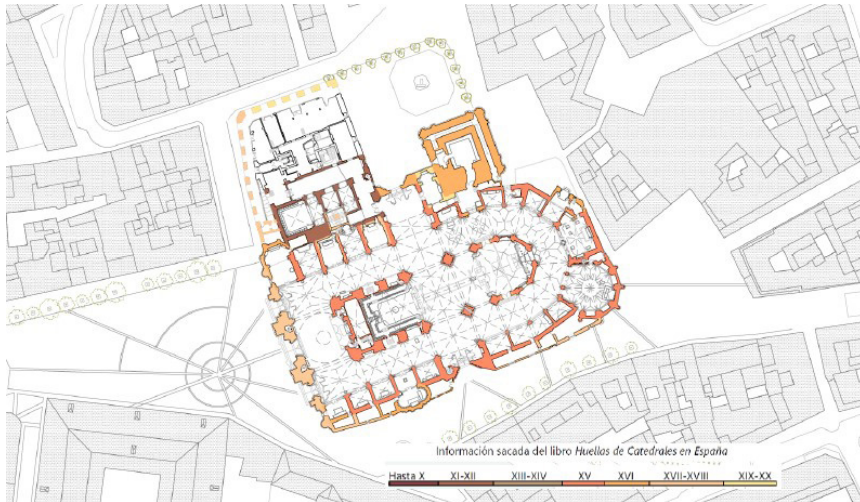 Información sacada del libro Huellas de Catedrales en España
Hasta X XI-XII XIII-XIV XV XVI XVII-XVIII XIX-XX